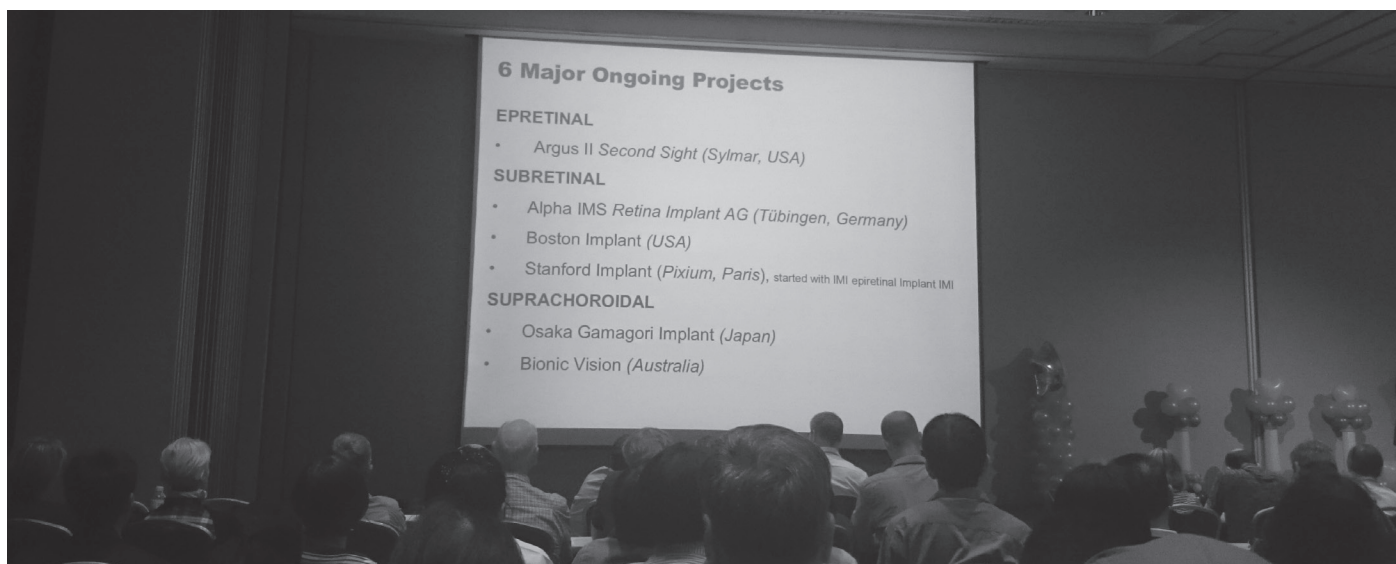 6 Major Ongoing Projects
EPRETINAL
• Argus II Second Sight (Sylmar, USA)
SUBRETINAL
• Alpha IMS Retina Implant AG (Tübingen, Germany)
• Boston Implant (USA)
• Stanford Implant (Pixium, Paris), started with IMI epiretinal Implant IMI
SUPRACHOROIDAL
• Osaka Gamagori Implant (Japan)
• Bionic Vision (Australia)